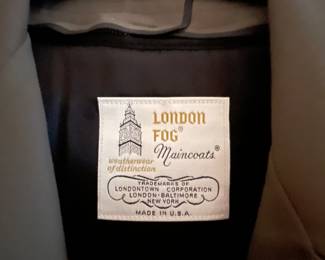 LONDON
FOG®
Maincoats®
weatherwear
of distinction
TRADEMARKS OF
LONDONTOWN CORPORATION
LONDON-BALTIMORE
NEW YORK
MADE IN U.S.A.